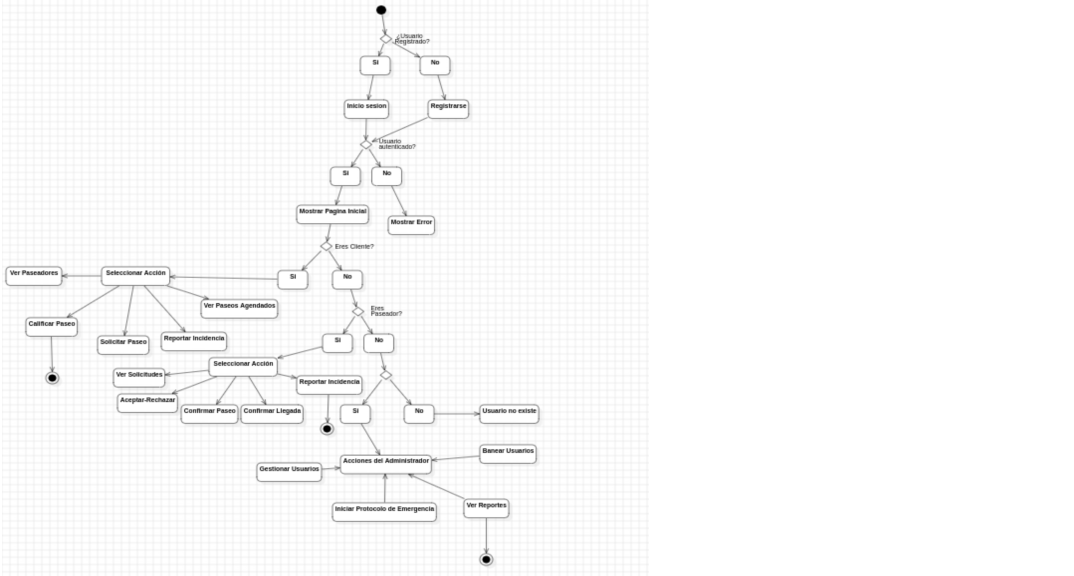 ¿Usuario
Registrado?
Si
No
Inicio sesion
Registrarse
Usuario
autenticado?
Si
No
Mostrar Pagina Inicial
Mostrar Error
Eres Cliente?
Ver Paseadores
Seleccionar Acción
Si
No
Ver Paseos Agendados
Eres
Paseador?
Calificar Paseo
Solicitar Paseo
Reportar Incidencia
Si
No
Seleccionar Acción
Ver Solicitudes
Reportar Incidencia
Aceptar-Rechazar
Confirmar Paseo
Confirmar Llegada
Si
No
Usuario no existe
Banear Usuarios
Acciones del Administrador
Gestionar Usuarios
Iniciar Protocolo de Emergencia
Ver Reportes